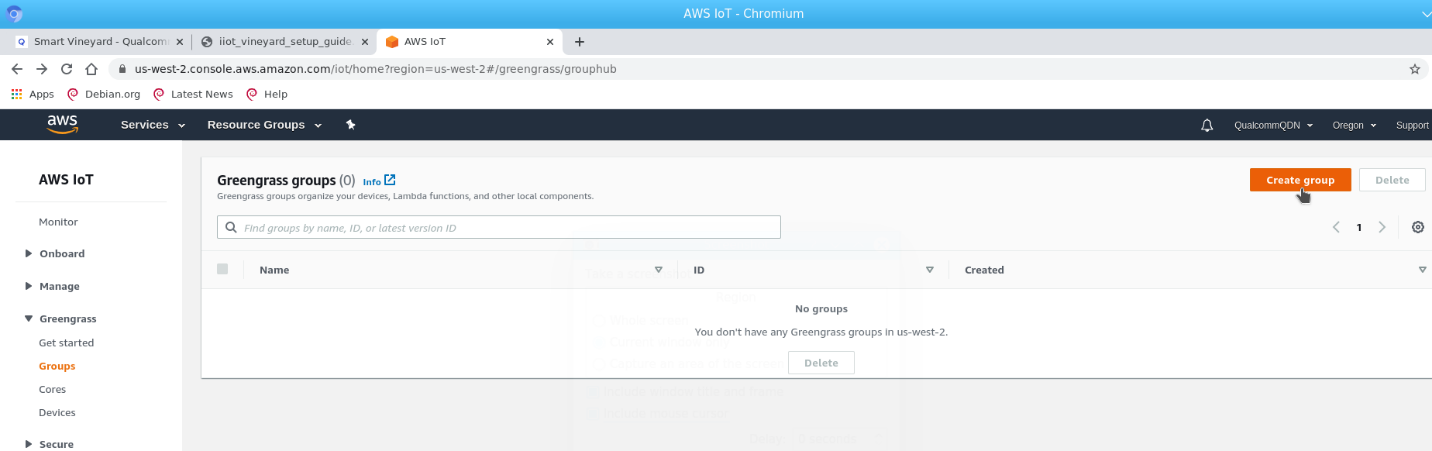 AWS IoT - Chromium
Smart Vineyard - Qualcom
iiot_vineyard_setup_guide.
AWS IoT
us-west-2.console.aws.amazon.com/iot/home?region=us-west-2#/greengrass/grouphub
Apps Debian.org Latest News Help
aws Services Resource Groups QualcommQDN Oregon Support
AWS IoT
Monitor
Onboard
Manage
Greengrass
Get started
Groups
Cores
Devices
Secure
Greengrass groups (0) Info
Greengrass groups organize your devices, Lambda functions, and other local components.
Create group Delete
Find groups by name, ID, or latest version ID
1
Name ID Created
No groups
You don't have any Greengrass groups in us-west-2.
Delete